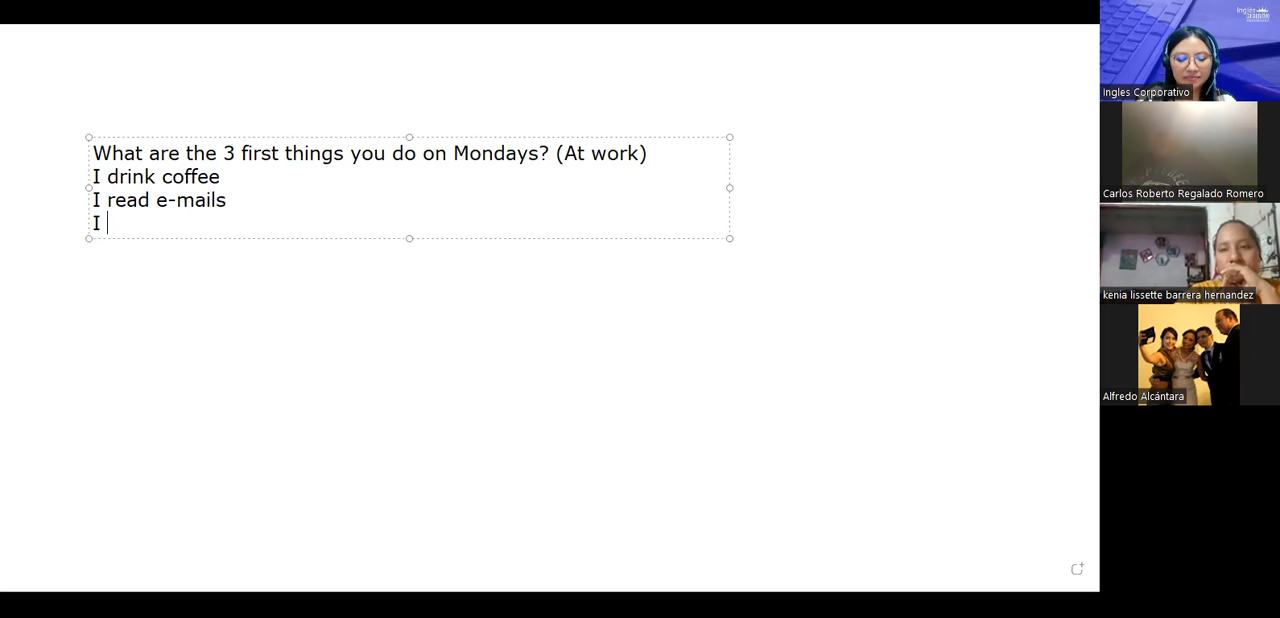 What are the 3 first things you do on Mondays? (At work)
I drink coffee
I read e-mails
I
Ingles Corporativo
Carlos Roberto Regalado Romero
kenia lissette barrera hernandez
Alfredo Alcántara